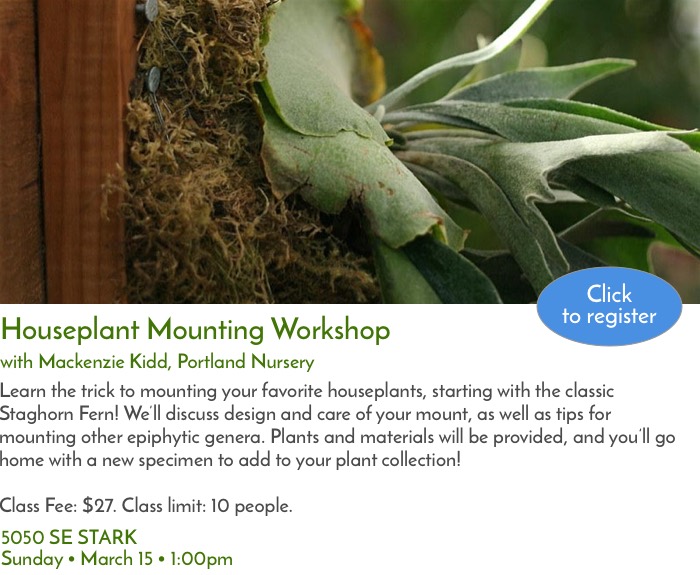 Click
to register
Houseplant Mounting Workshop
with Mackenzie Kidd, Portland Nursery
Learn the trick to mounting your favorite houseplants, starting with the classic
Staghorn Fern! We'll discuss design and care of your mount, as well as tips for
mounting other epiphytic genera. Plants and materials will be provided, and you'll go
home with a new specimen to add to your plant collection!
Class Fee: $27. Class limit: 10 people.
5050 SE STARK
Sunday • March 15 • 1:00pm